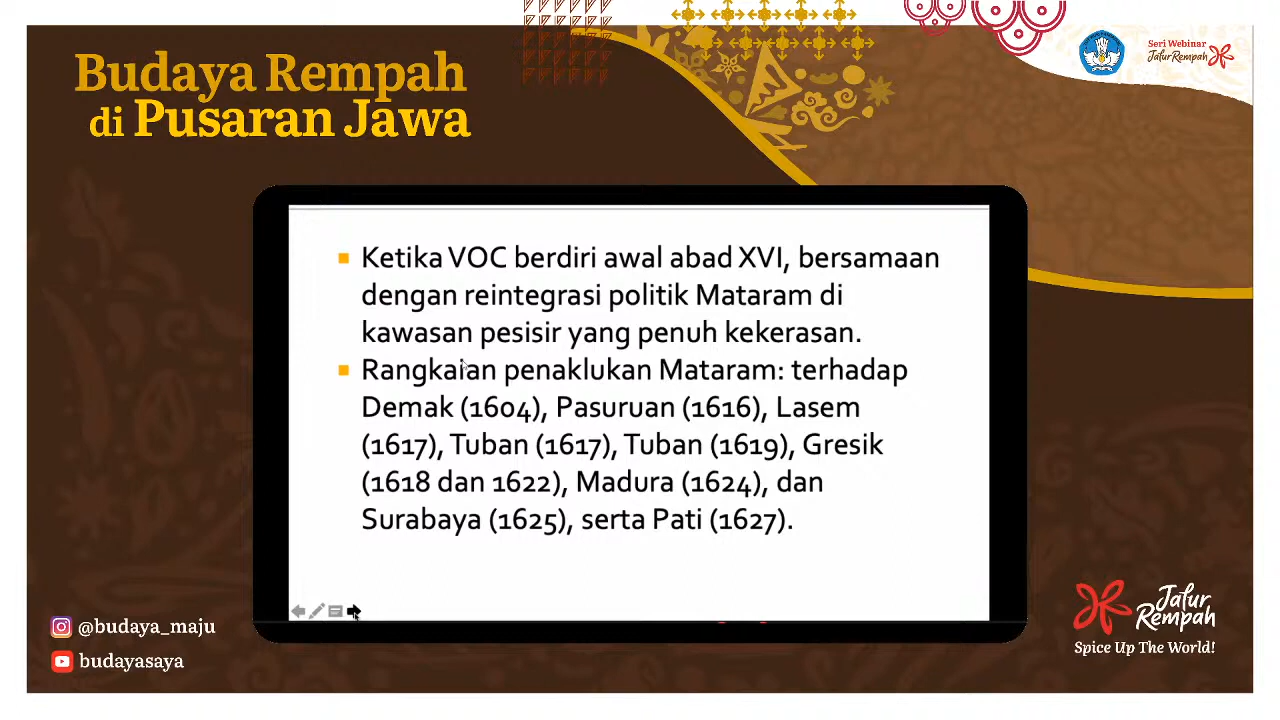 Budaya Rempah
di Pusaran Jawa
Seri Webinar
Jalur Rempah
Ketika VOC berdiri awal abad XVI, bersamaan
dengan reintegrasi politik Mataram di
kawasan pesisir yang penuh kekerasan.
Rangkaian penaklukan Mataram: terhadap
Demak (1604), Pasuruan (1616), Lasem
(1617), Tuban (1617), Tuban (1619), Gresik
(1618 dan 1622), Madura (1624), dan
Surabaya (1625), serta Pati (1627).
@budaya_maju
budayasaya
Jalur
Rempah
Spice Up The World!